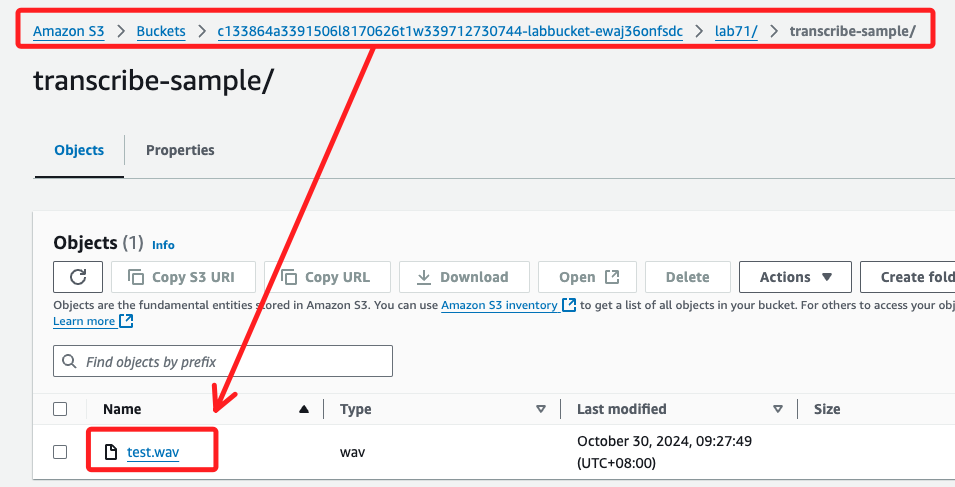 Amazon S3 > Buckets > c133864a3391506l8170626t1w339712730744-labbucket-ewaj36onfsdc > lab71/ > transcribe-sample/
transcribe-sample/
Objects Properties
Objects (1) Info
Copy S3 URI Copy URL Download Open Delete Actions Create fold
Objects are the fundamental entities stored in Amazon S3. You can use Amazon S3 inventory to get a list of all objects in your bucket. For others to access your obj
Learn more
Find objects by prefix
Name Type Last modified Size
test.wav wav October 30, 2024, 09:27:49
(UTC+08:00)